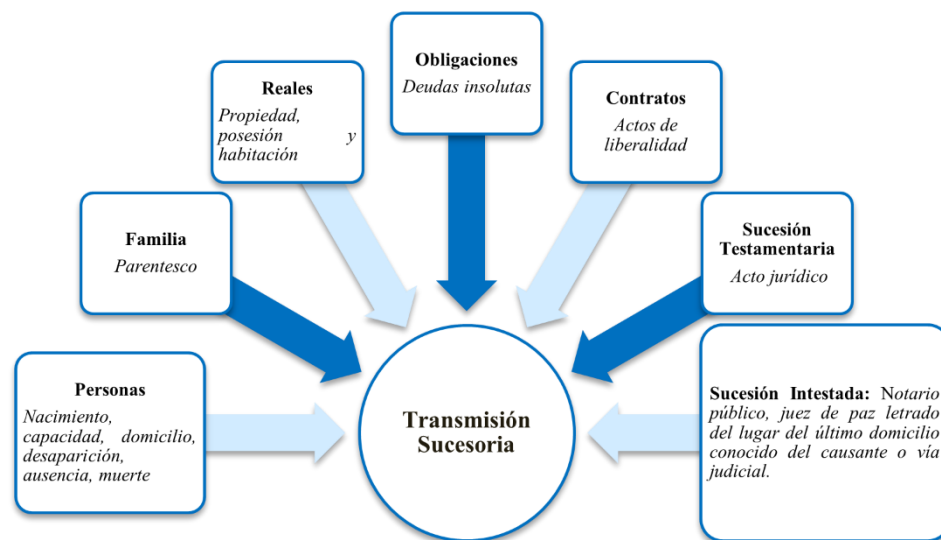 Obligaciones
Deudas insolutas
Reales
Propiedad,
posesión y
habitación
Contratos
Actos de
liberalidad
Familia
Parentesco
Sucesión
Testamentaria
Acto jurídico
Personas
Nacimiento,
capacidad, domicilio,
desaparición,
ausencia, muerte
Transmisión
Sucesoria
Sucesión Intestada: Notario
público, juez de paz letrado
del lugar del último domicilio
conocido del causante o vía
judicial.